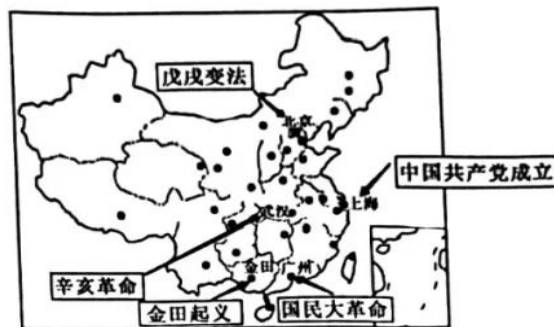 戊戌变法
北京
中国共产党成立
上海
武汉
辛亥革命
金田
广州
金田起义
国民大革命